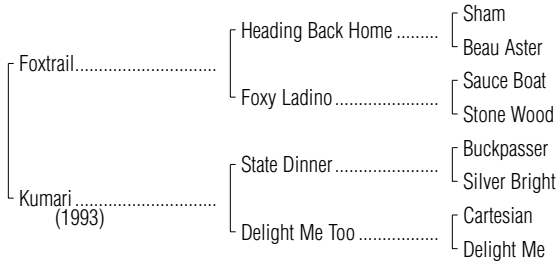 Sham
Heading Back Home .........
Beau Aster
Foxtrail...............................
Sauce Boat
Foxy Ladino ......................
Stone Wood
Buckpasser
State Dinner ......................
Silver Bright
Kumari ................................
(1993)
Cartesian
Delight Me Too .................
Delight Me